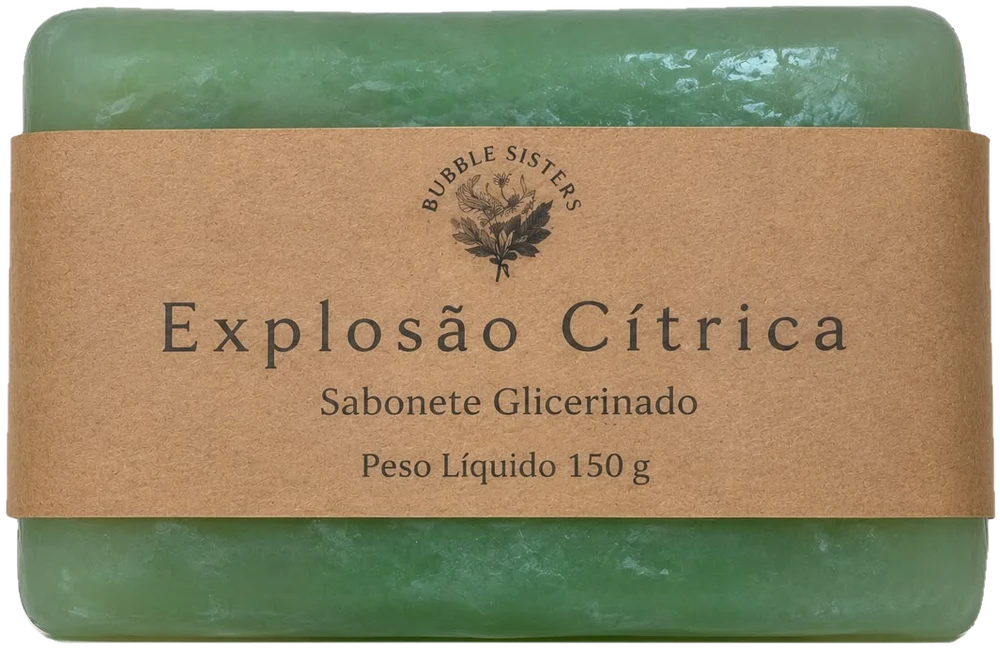 BUBBLE SISTERS
Explosão Cítrica
Sabonete Glicerinado
Peso Líquido 150 g